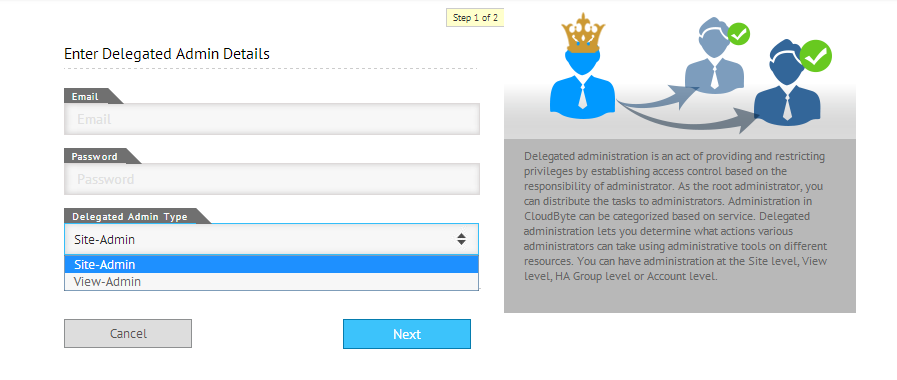 Step 1 of 2
Enter Delegated Admin Details
Email
Email
Password
Password
Delegated Admin Type
Site-Admin
Site-Admin
View-Admin
Cancel
Next
Delegated administration is an act of providing and restricting
privileges by establishing access control based on the
responsibility of administrator. As the root administrator, you
can distribute the tasks to administrators. Administration in
CloudByte can be categorized based on service. Delegated
administration lets you determine what actions various
administrators can take using administrative tools on different
resources. You can have administration at the Site level, View
level, HA Group level or Account level.